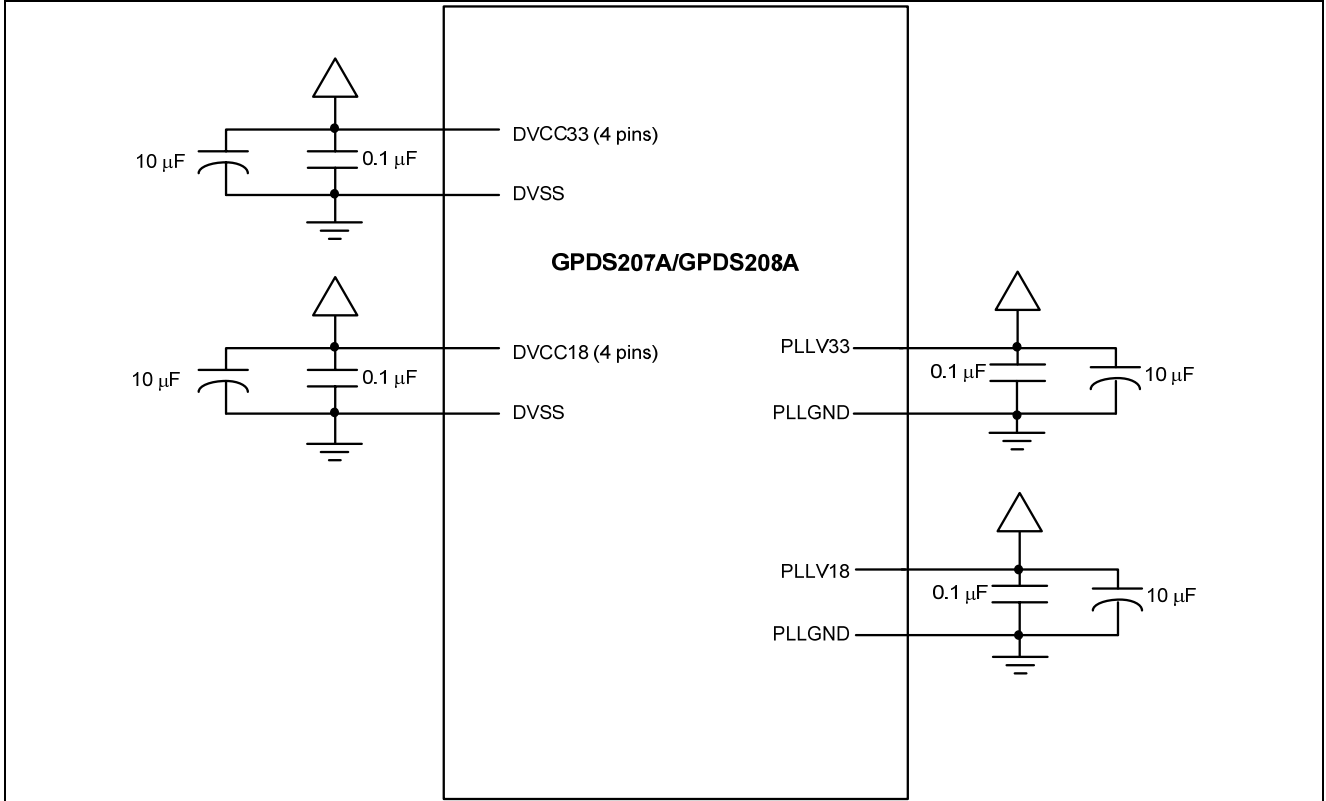 10 μF
0.1 μF
DVCC33 (4 pins)
DVSS
GPDS207A/GPDS208A
10 μF
0.1 μF
DVCC18 (4 pins)
DVSS
PLLV33
0.1 μF
10 μF
PLLGND
PLLV18
0.1 μF
10 μF
PLLGND